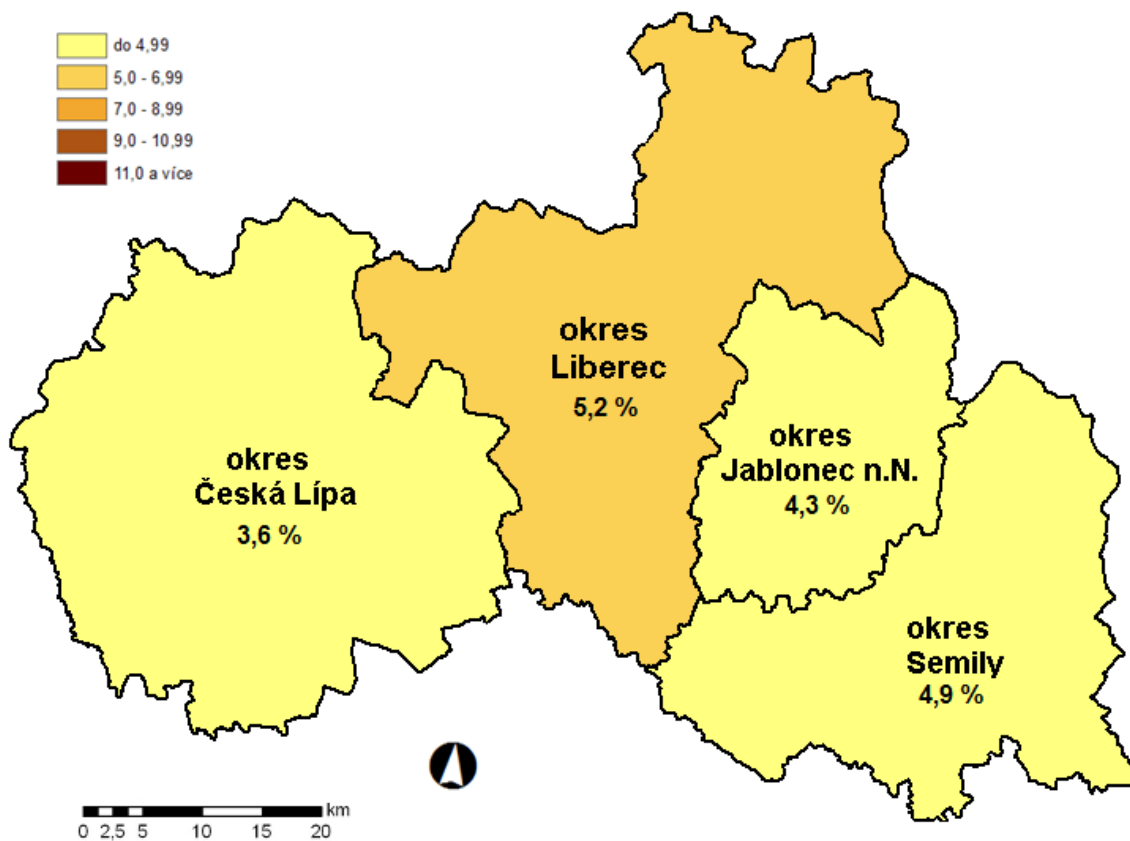 do 4,99
5,0 - 6,99
7,0 - 8,99
9,0 - 10,99
11,0 a více
okres
Liberec
5,2 %
okres
Jablonec n.N.
4,3 %
okres
Česká Lípa
3,6 %
okres
Semily
4,9 %
km
0 2,5 5 10 15 20